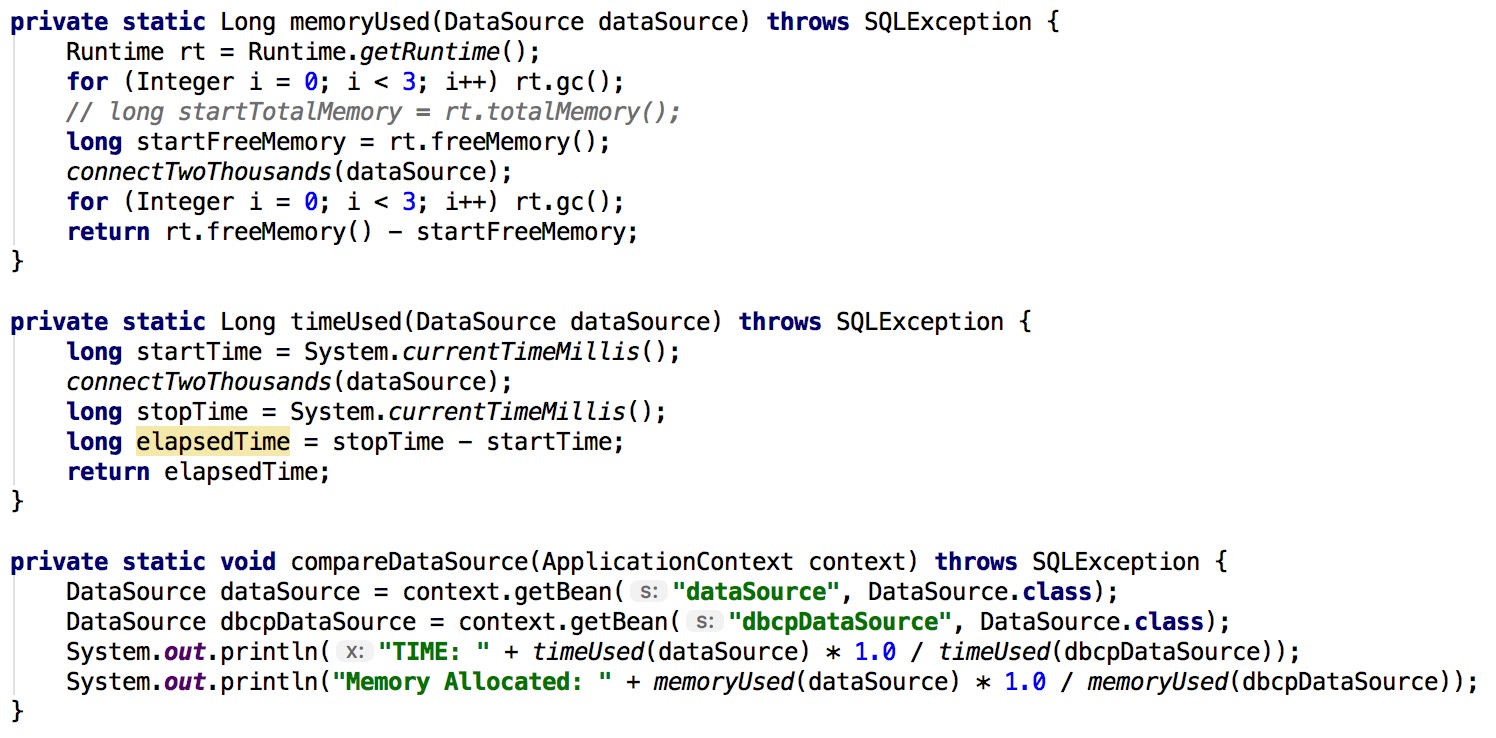 private static Long memoryUsed(DataSource dataSource) throws SQLException {
    Runtime rt = Runtime.getRuntime();
    for (Integer i = 0; i < 3; i++) rt.gc();
    // long startTotalMemory = rt.totalMemory();
    long startFreeMemory = rt.freeMemory();
    connectTwoThousands(dataSource);
    for (Integer i = 0; i < 3; i++) rt.gc();
    return rt.freeMemory() - startFreeMemory;
}

private static Long timeUsed(DataSource dataSource) throws SQLException {
    long startTime = System.currentTimeMillis();
    connectTwoThousands(dataSource);
    long stopTime = System.currentTimeMillis();
    long elapsedTime = stopTime - startTime;
    return elapsedTime;
}

private static void compareDataSource(ApplicationContext context) throws SQLException {
    DataSource dataSource = context.getBean( s: "dataSource", DataSource.class);
    DataSource dbcpDataSource = context.getBean( s: "dbcpDataSource", DataSource.class);
    System.out.println( x: "TIME: " + timeUsed(dataSource) * 1.0 / timeUsed(dbcpDataSource));
    System.out.println("Memory Allocated: " + memoryUsed(dataSource) * 1.0 / memoryUsed(dbcpDataSource));
}